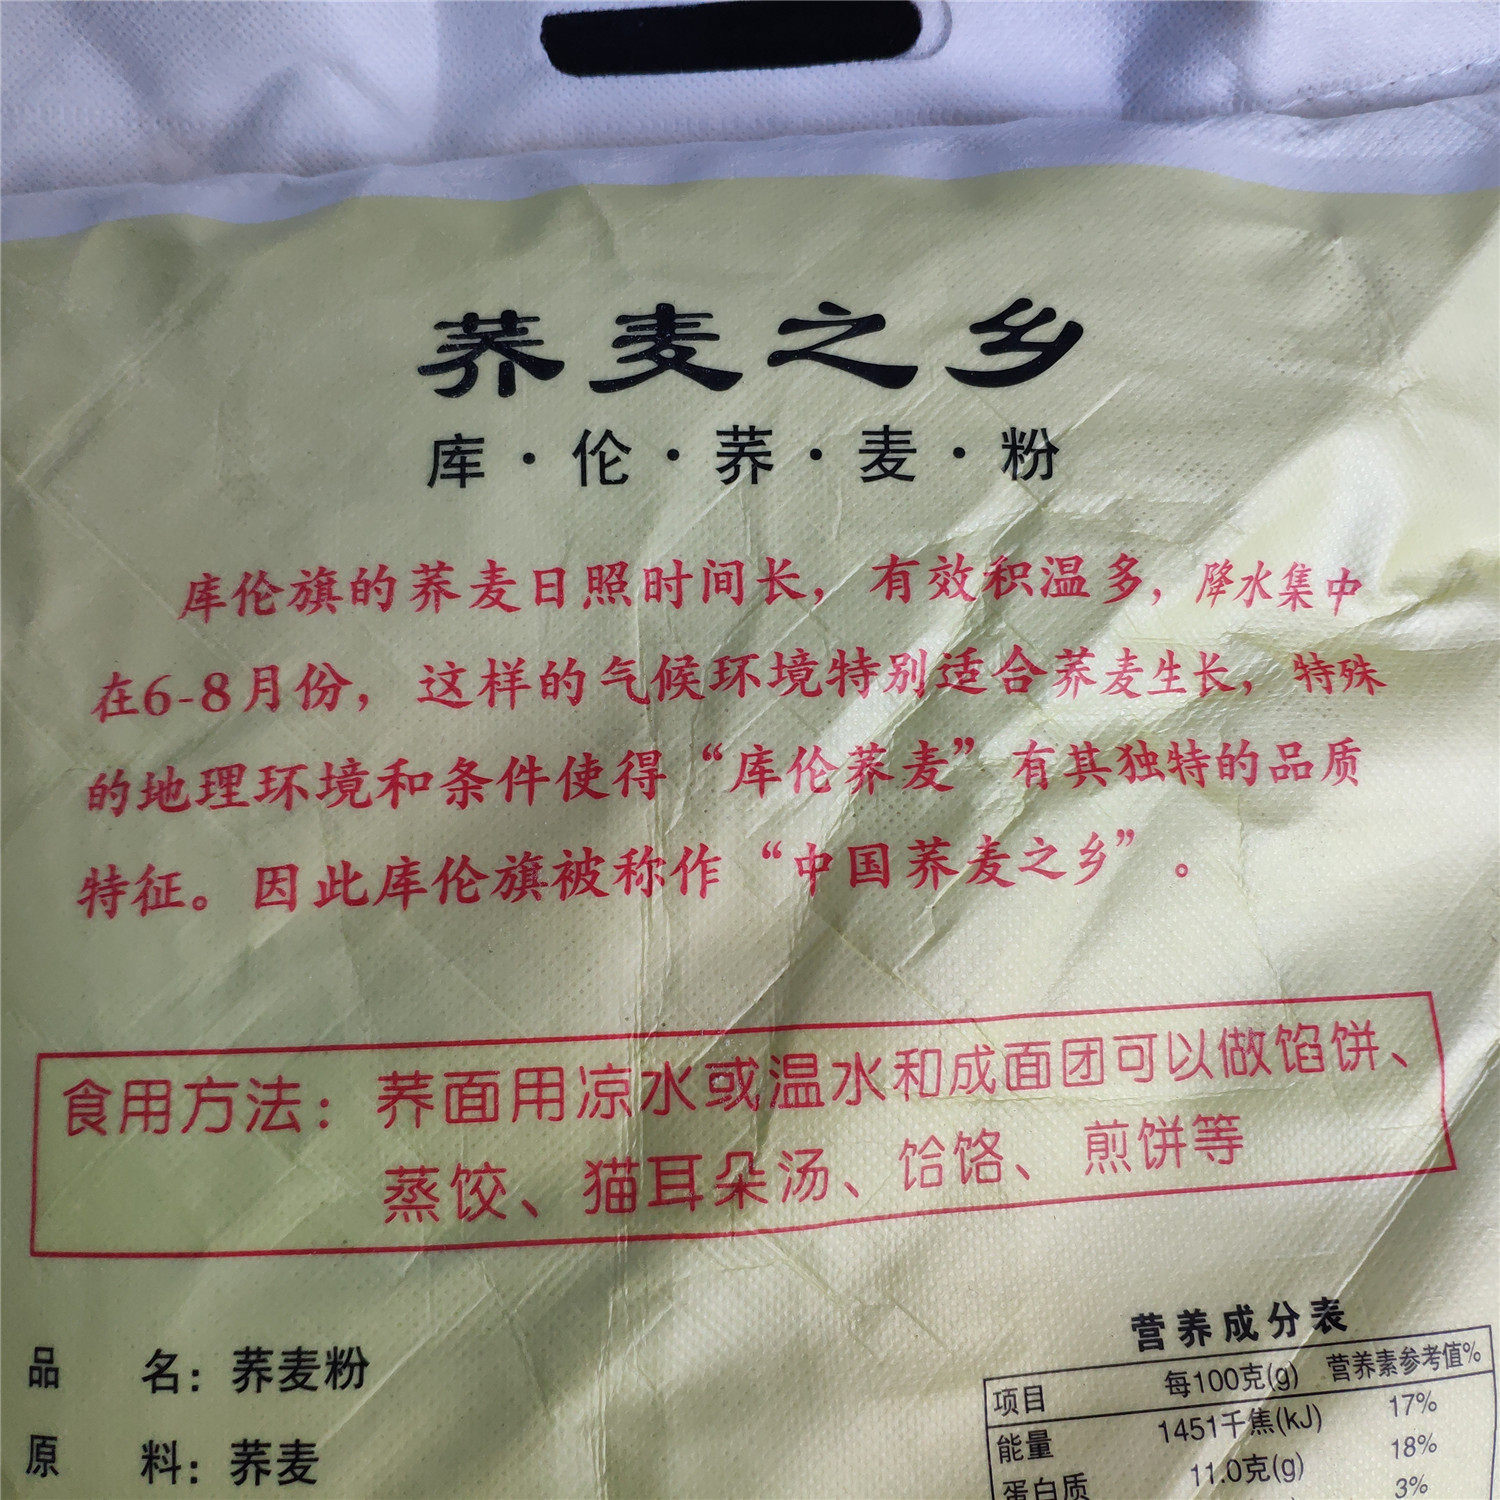 荞麦之乡
库·伦·荞·麦·粉
库伦旗的荞麦日照时间长，有效积温多，降水集中
在6-8月份，这样的气候环境特别适合荞麦生长，特殊
的地理环境和条件使得“库伦荞麦”有其独特的品质
特征。因此库伦旗被称作“中国荞麦之乡”。
食用方法：荞面用凉水或温水和成面团可以做馅饼、
蒸饺、猫耳朵汤、饸饹、煎饼等
品 名：荞麦粉
原 料：荞麦
营养成分表
项目 每100克(g) 营养素参考值%
能量 1451千焦(kJ) 17%
蛋白质 11.0克(g) 18%
3%